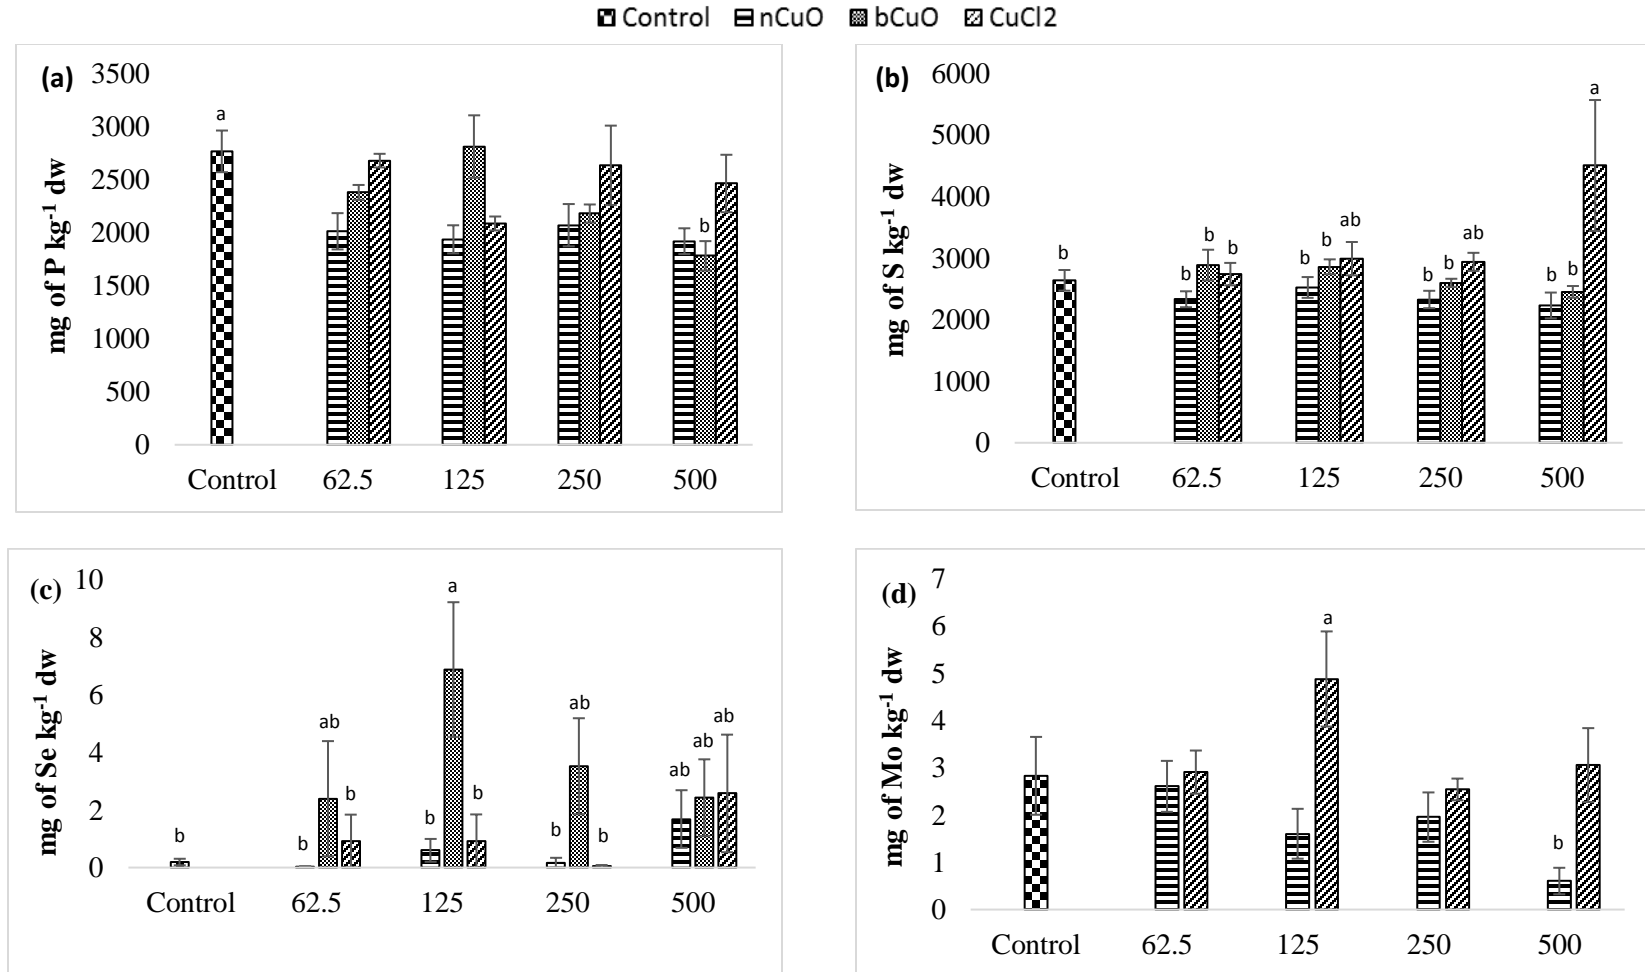 Control nCuO bCuO CuCl2
(a)
mg of P kg-1 dw
3500
3000
2500
2000
1500
1000
500
0
a
b
Control 62.5 125 250 500
(b)
mg of S kg-1 dw
6000
5000
4000
3000
2000
1000
0
b
b b b
b b ab
b b ab
b b a
Control 62.5 125 250 500
(c)
mg of Se kg-1 dw
10
8
6
4
2
0
b
b ab b
b a b
b ab b
ab ab ab
Control 62.5 125 250 500
(d)
mg of Mo kg-1 dw
7
6
5
4
3
2
1
0
a
b
Control 62.5 125 250 500